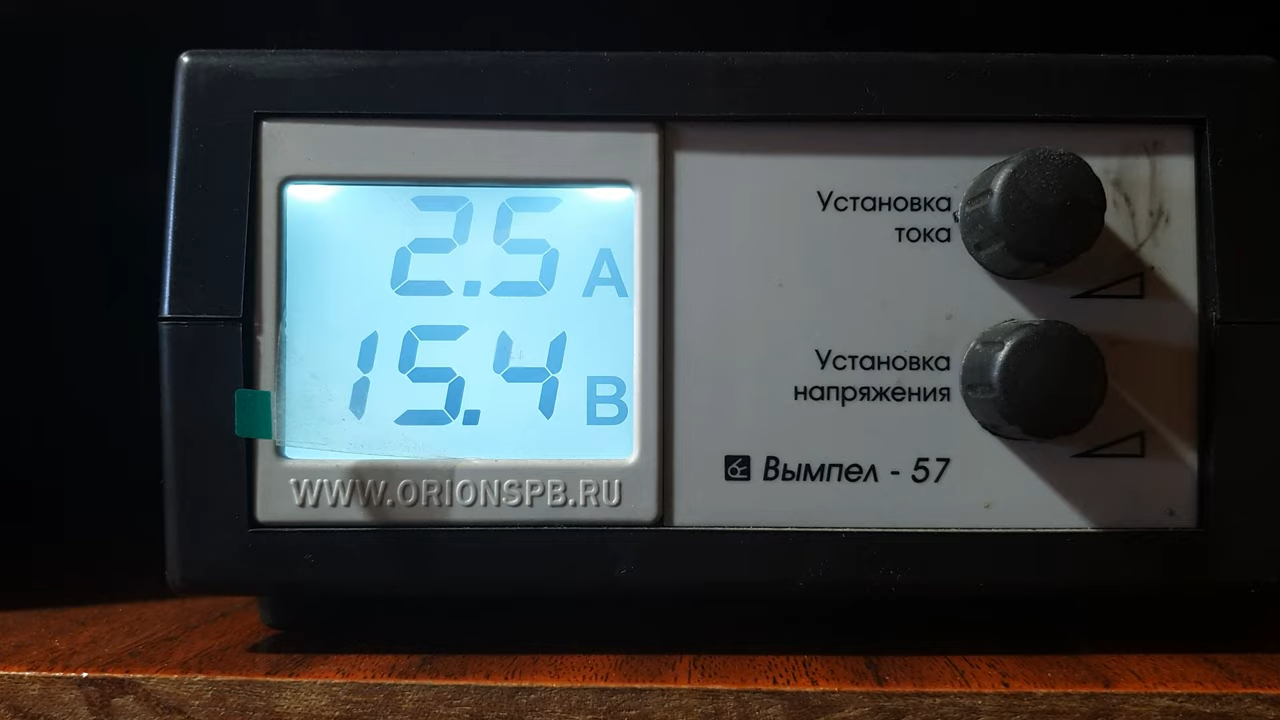 2.5 А
15.4 В
WWW.ORIONSPB.RU
Установка
тока
Установка
напряжения
Вымпел - 57